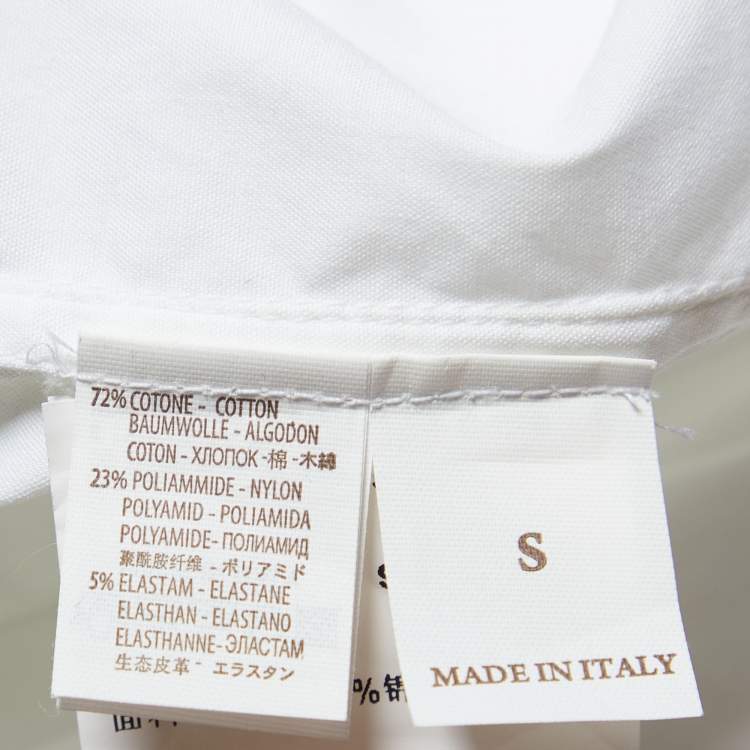 72% COTONE - COTTON
BAUMWOLLE - ALGODON
COTON - ХЛОПОК - 棉 - 木綿
23% POLIAMMIDE - NYLON
POLYAMID - POLIAMIDA
POLYAMIDE - ПОЛИАМИД
聚酰胺纤维 - ポリアミド
5% ELASTAM - ELASTANE
ELASTHAN - ELASTANO
ELASTHANNE - ЭЛАСТАМ
生态皮革 - エラスタン
S
MADE IN ITALY
%